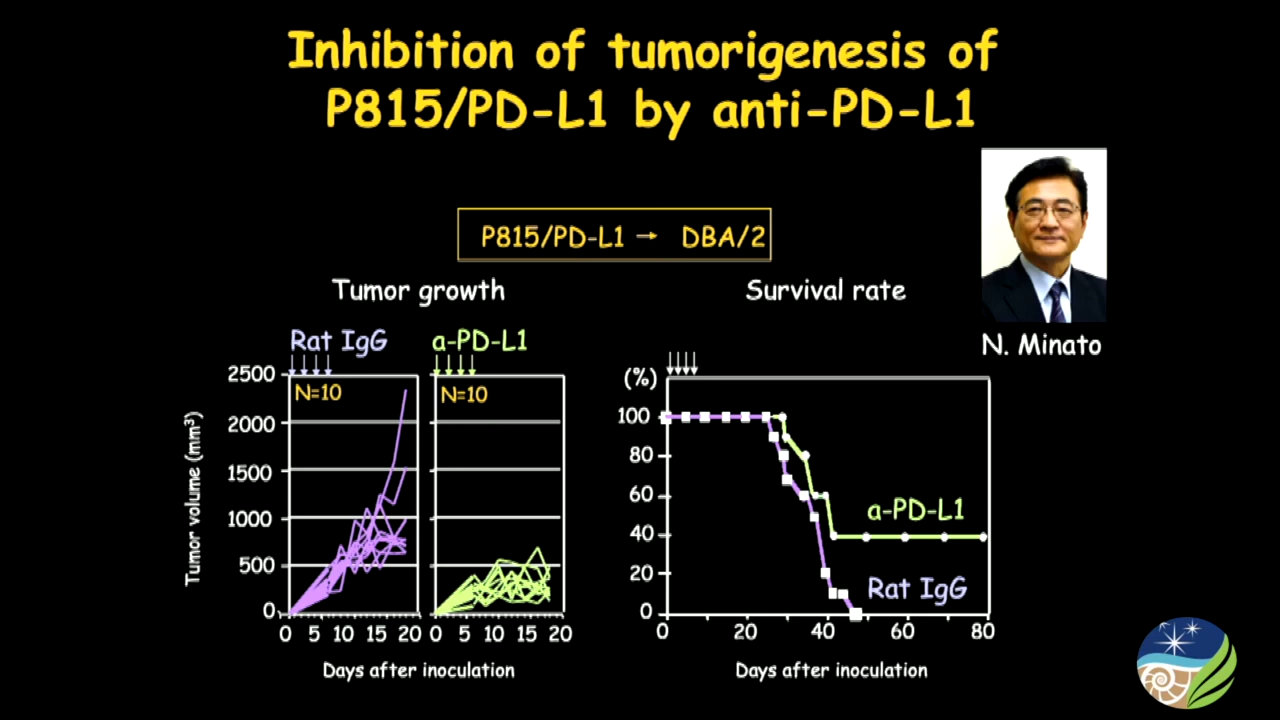 Inhibition of tumorigenesis of
P815/PD-L1 by anti-PD-L1
P815/PD-L1 → DBA/2
N. Minato
Tumor growth
Rat IgG
a-PD-L1
N=10
N=10
Tumor volume (mm³)
2500
2000
1500
1000
500
0
0 5 10 15 20
0 5 10 15 20
Days after inoculation
Survival rate
(%)
100
80
60
40
20
0
a-PD-L1
Rat IgG
0 20 40 60 80
Days after inoculation